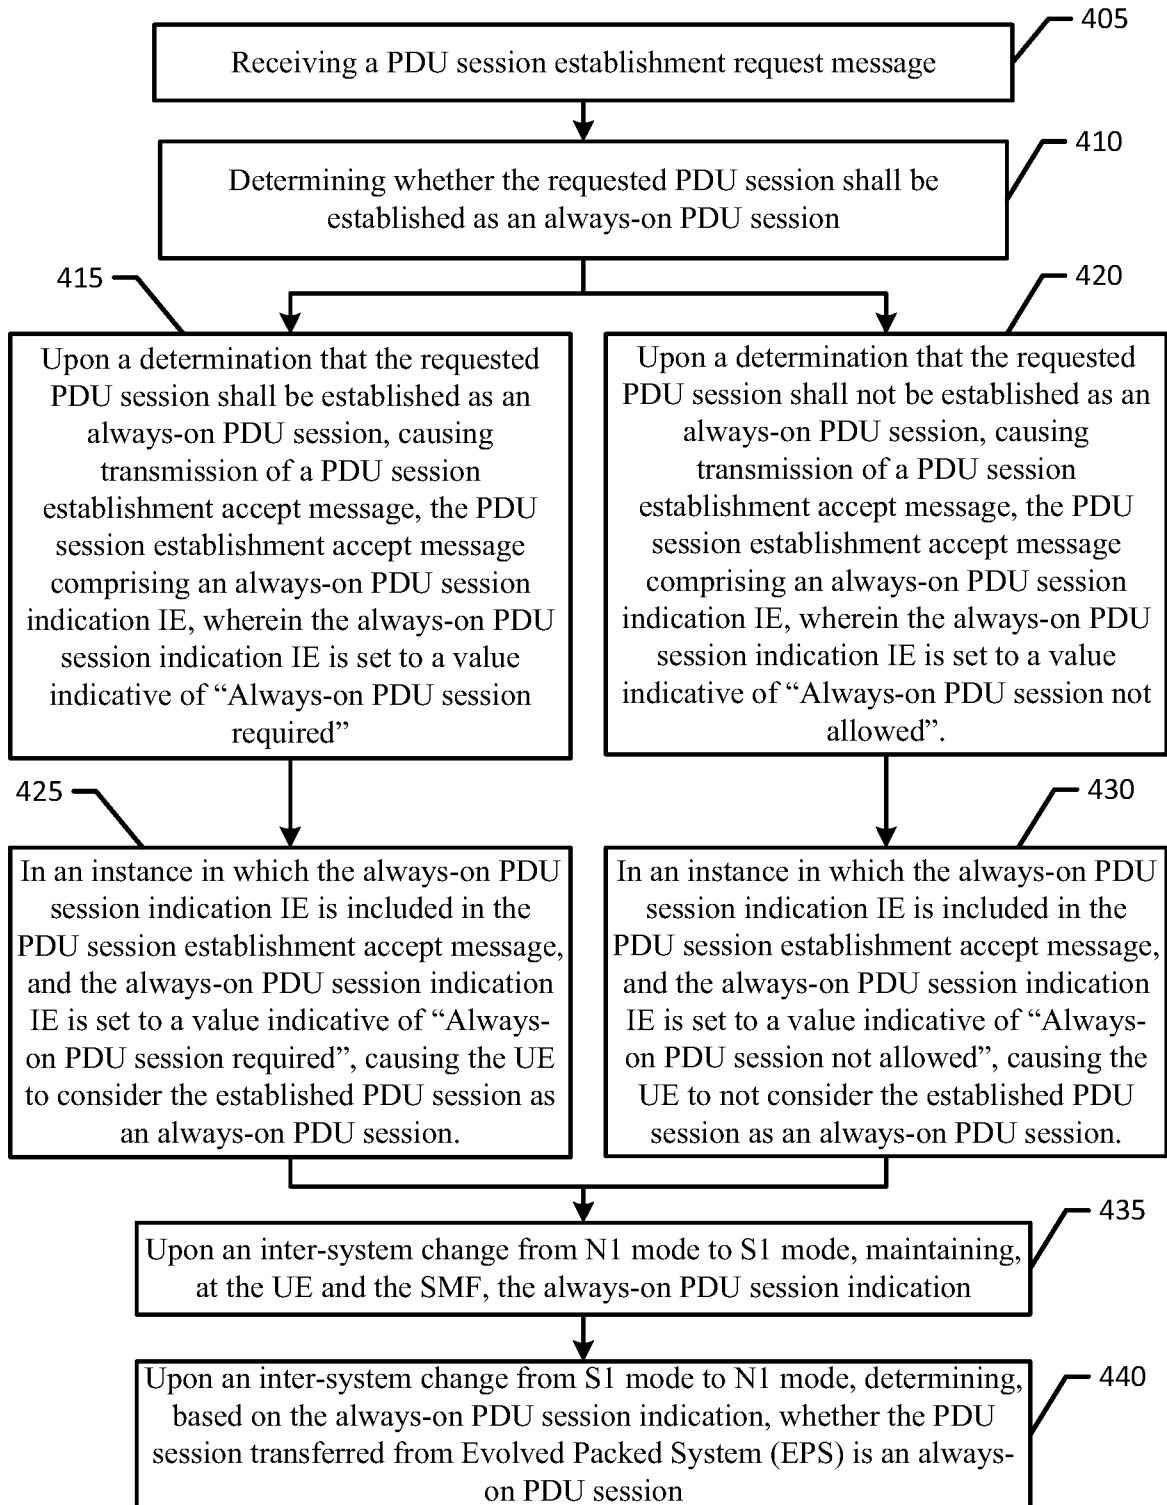 405
Receiving a PDU session establishment request message
410
Determining whether the requested PDU session shall be
established as an always-on PDU session
415
Upon a determination that the requested
PDU session shall be established as an
always-on PDU session, causing
transmission of a PDU session
establishment accept message, the PDU
session establishment accept message
comprising an always-on PDU session
indication IE, wherein the always-on PDU
session indication IE is set to a value
indicative of “Always-on PDU session
required”
420
Upon a determination that the requested
PDU session shall not be established as an
always-on PDU session, causing
transmission of a PDU session
establishment accept message, the PDU
session establishment accept message
comprising an always-on PDU session
indication IE, wherein the always-on PDU
session indication IE is set to a value
indicative of “Always-on PDU session not
allowed”.
425
In an instance in which the always-on PDU
session indication IE is included in the
PDU session establishment accept message,
and the always-on PDU session indication
IE is set to a value indicative of “Always-
on PDU session required”, causing the UE
to consider the established PDU session as
an always-on PDU session.
430
In an instance in which the always-on PDU
session indication IE is included in the
PDU session establishment accept message,
and the always-on PDU session indication
IE is set to a value indicative of “Always-
on PDU session not allowed”, causing the
UE to not consider the established PDU
session as an always-on PDU session.
435
Upon an inter-system change from N1 mode to S1 mode, maintaining,
at the UE and the SMF, the always-on PDU session indication
440
Upon an inter-system change from S1 mode to N1 mode, determining,
based on the always-on PDU session indication, whether the PDU
session transferred from Evolved Packed System (EPS) is an always-
on PDU session